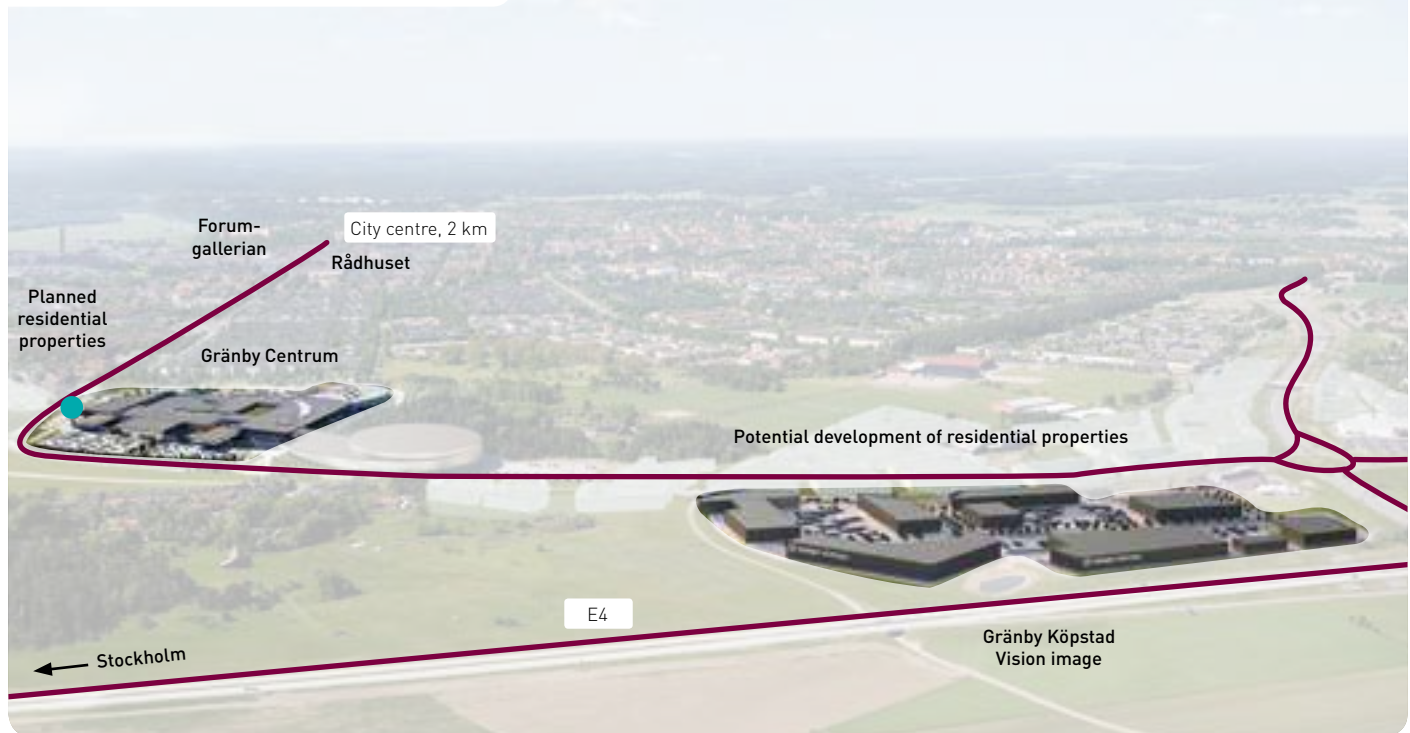 Forum-
gallerian
City centre, 2 km
Rådhuset
Planned
residential
properties
Gränby Centrum
Potential development of residential properties
E4
Gränby Köpstad
Vision image
Stockholm